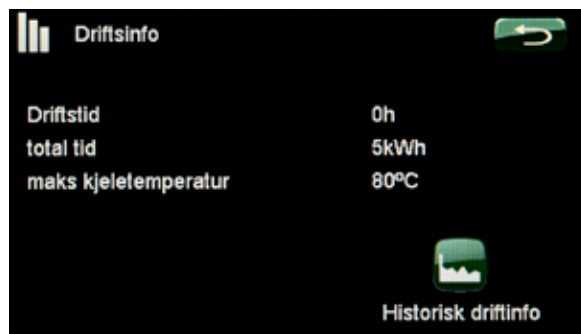 Driftsinfo
Driftstid 0h
total tid 5kWh
maks kjeletemperatur 80ºC
Historisk driftinfo